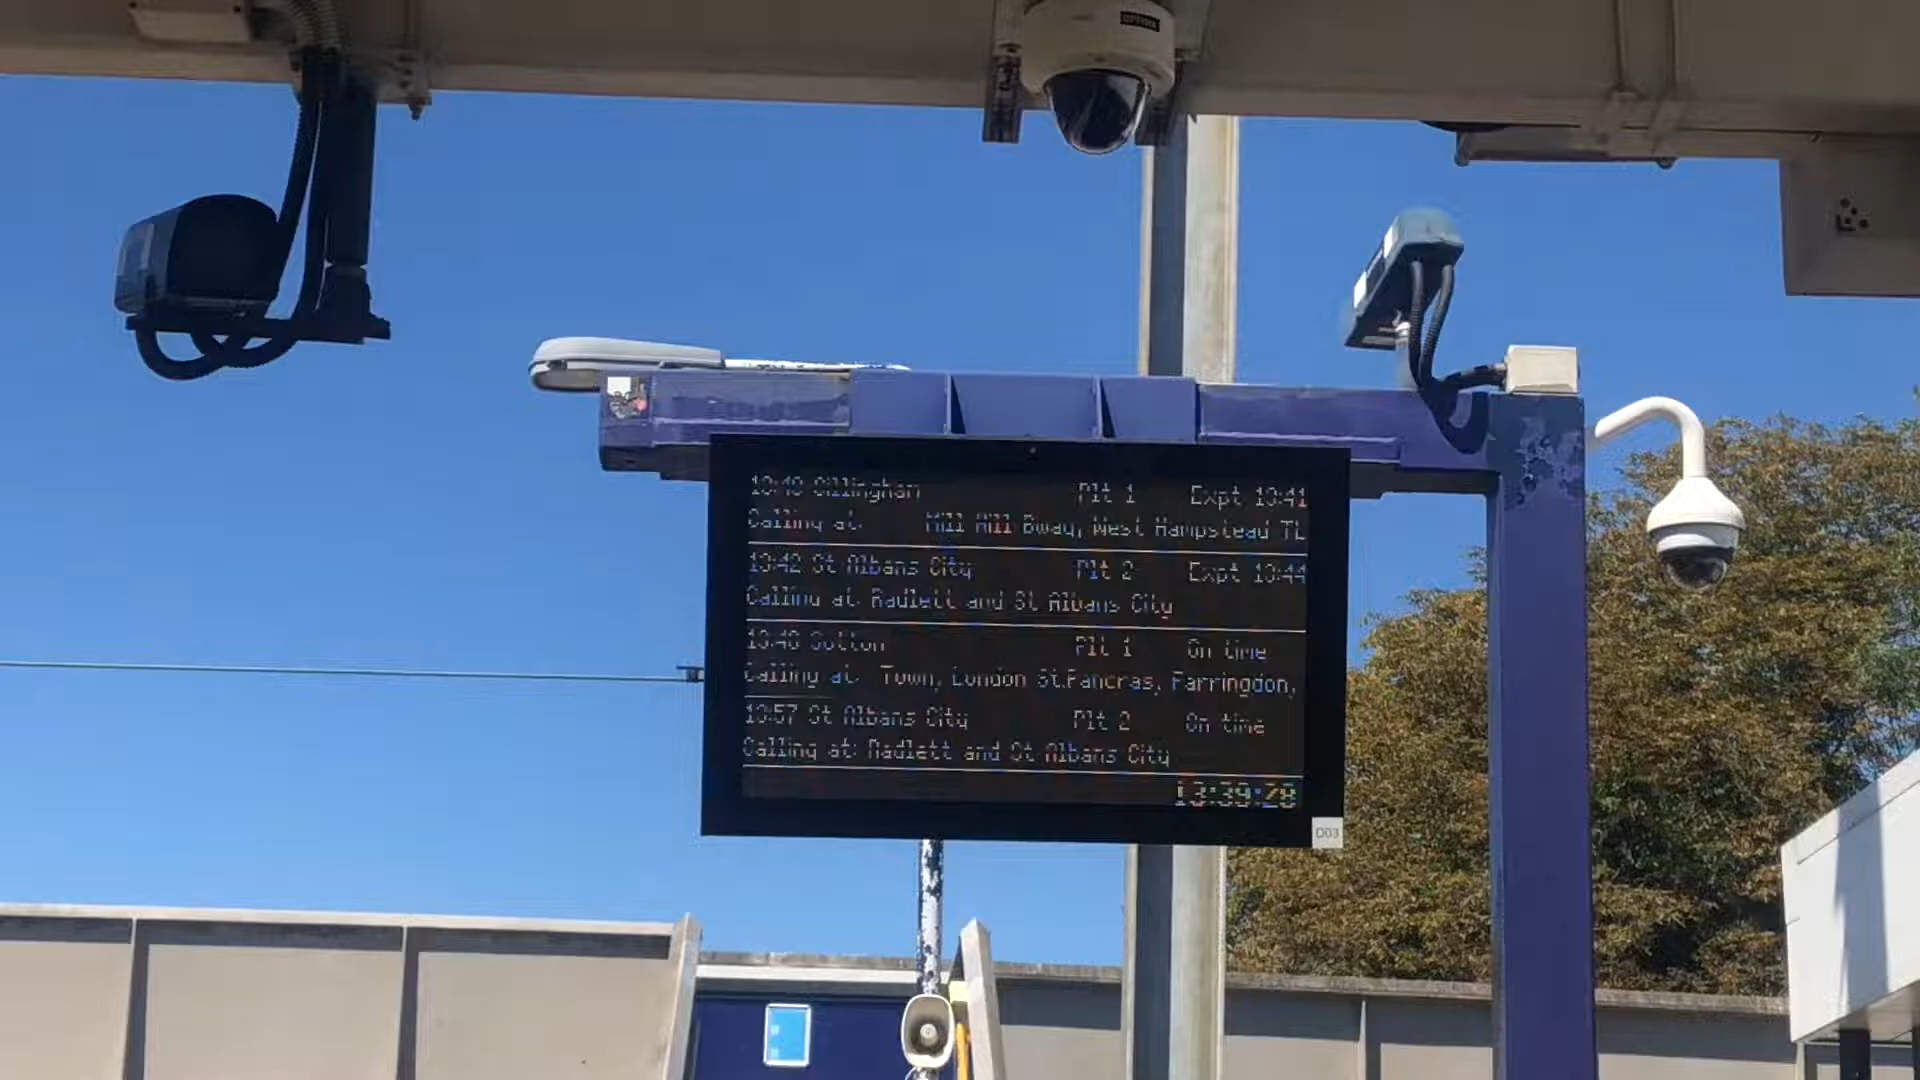 13:40 Gillingham Plt 1 Expt 13:41
Calling at: Mill Hill Bway, West Hampstead TL
13:42 St Albans City Plt 2 Expt 13:44
Calling at: Radlett and St Albans City
Sutton Plt 1 On time
Calling at: Town, London St.Pancras, Farringdon,
13:57 St Albans City Plt 2 On time
Calling at: Radlett and St Albans City
13:39:28
D03